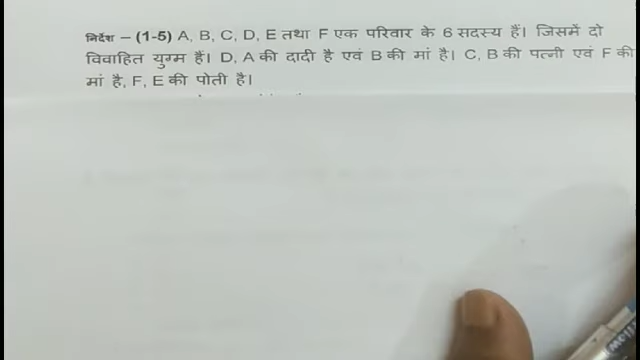 निर्देश – (1-5) A, B, C, D, E तथा F एक परिवार के 6 सदस्य हैं। जिसमें दो
विवाहित युग्म हैं। D, A की दादी है एवं B की मां है। C, B की पत्नी एवं F की
मां है, F, E की पोती है।